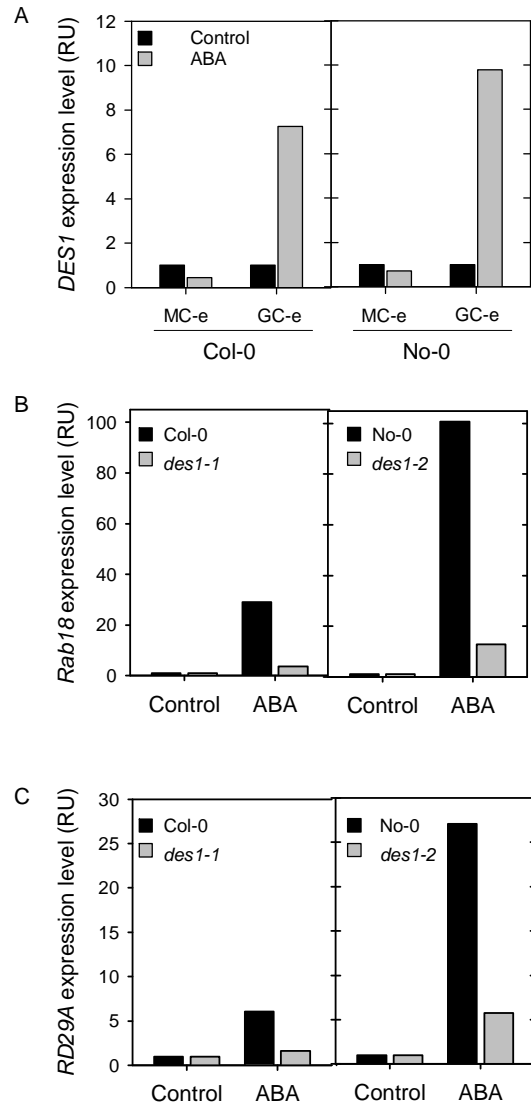 A
DES1 expression level (RU)
12
10
8
6
4
2
0
Control
ABA
MC-e GC-e MC-e GC-e
Col-0 No-0
B
Rab18 expression level (RU)
100
80
60
40
20
0
Col-0
des1-1
No-0
des1-2
Control ABA Control ABA
C
RD29A expression level (RU)
30
25
20
15
10
5
0
Col-0
des1-1
No-0
des1-2
Control ABA Control ABA